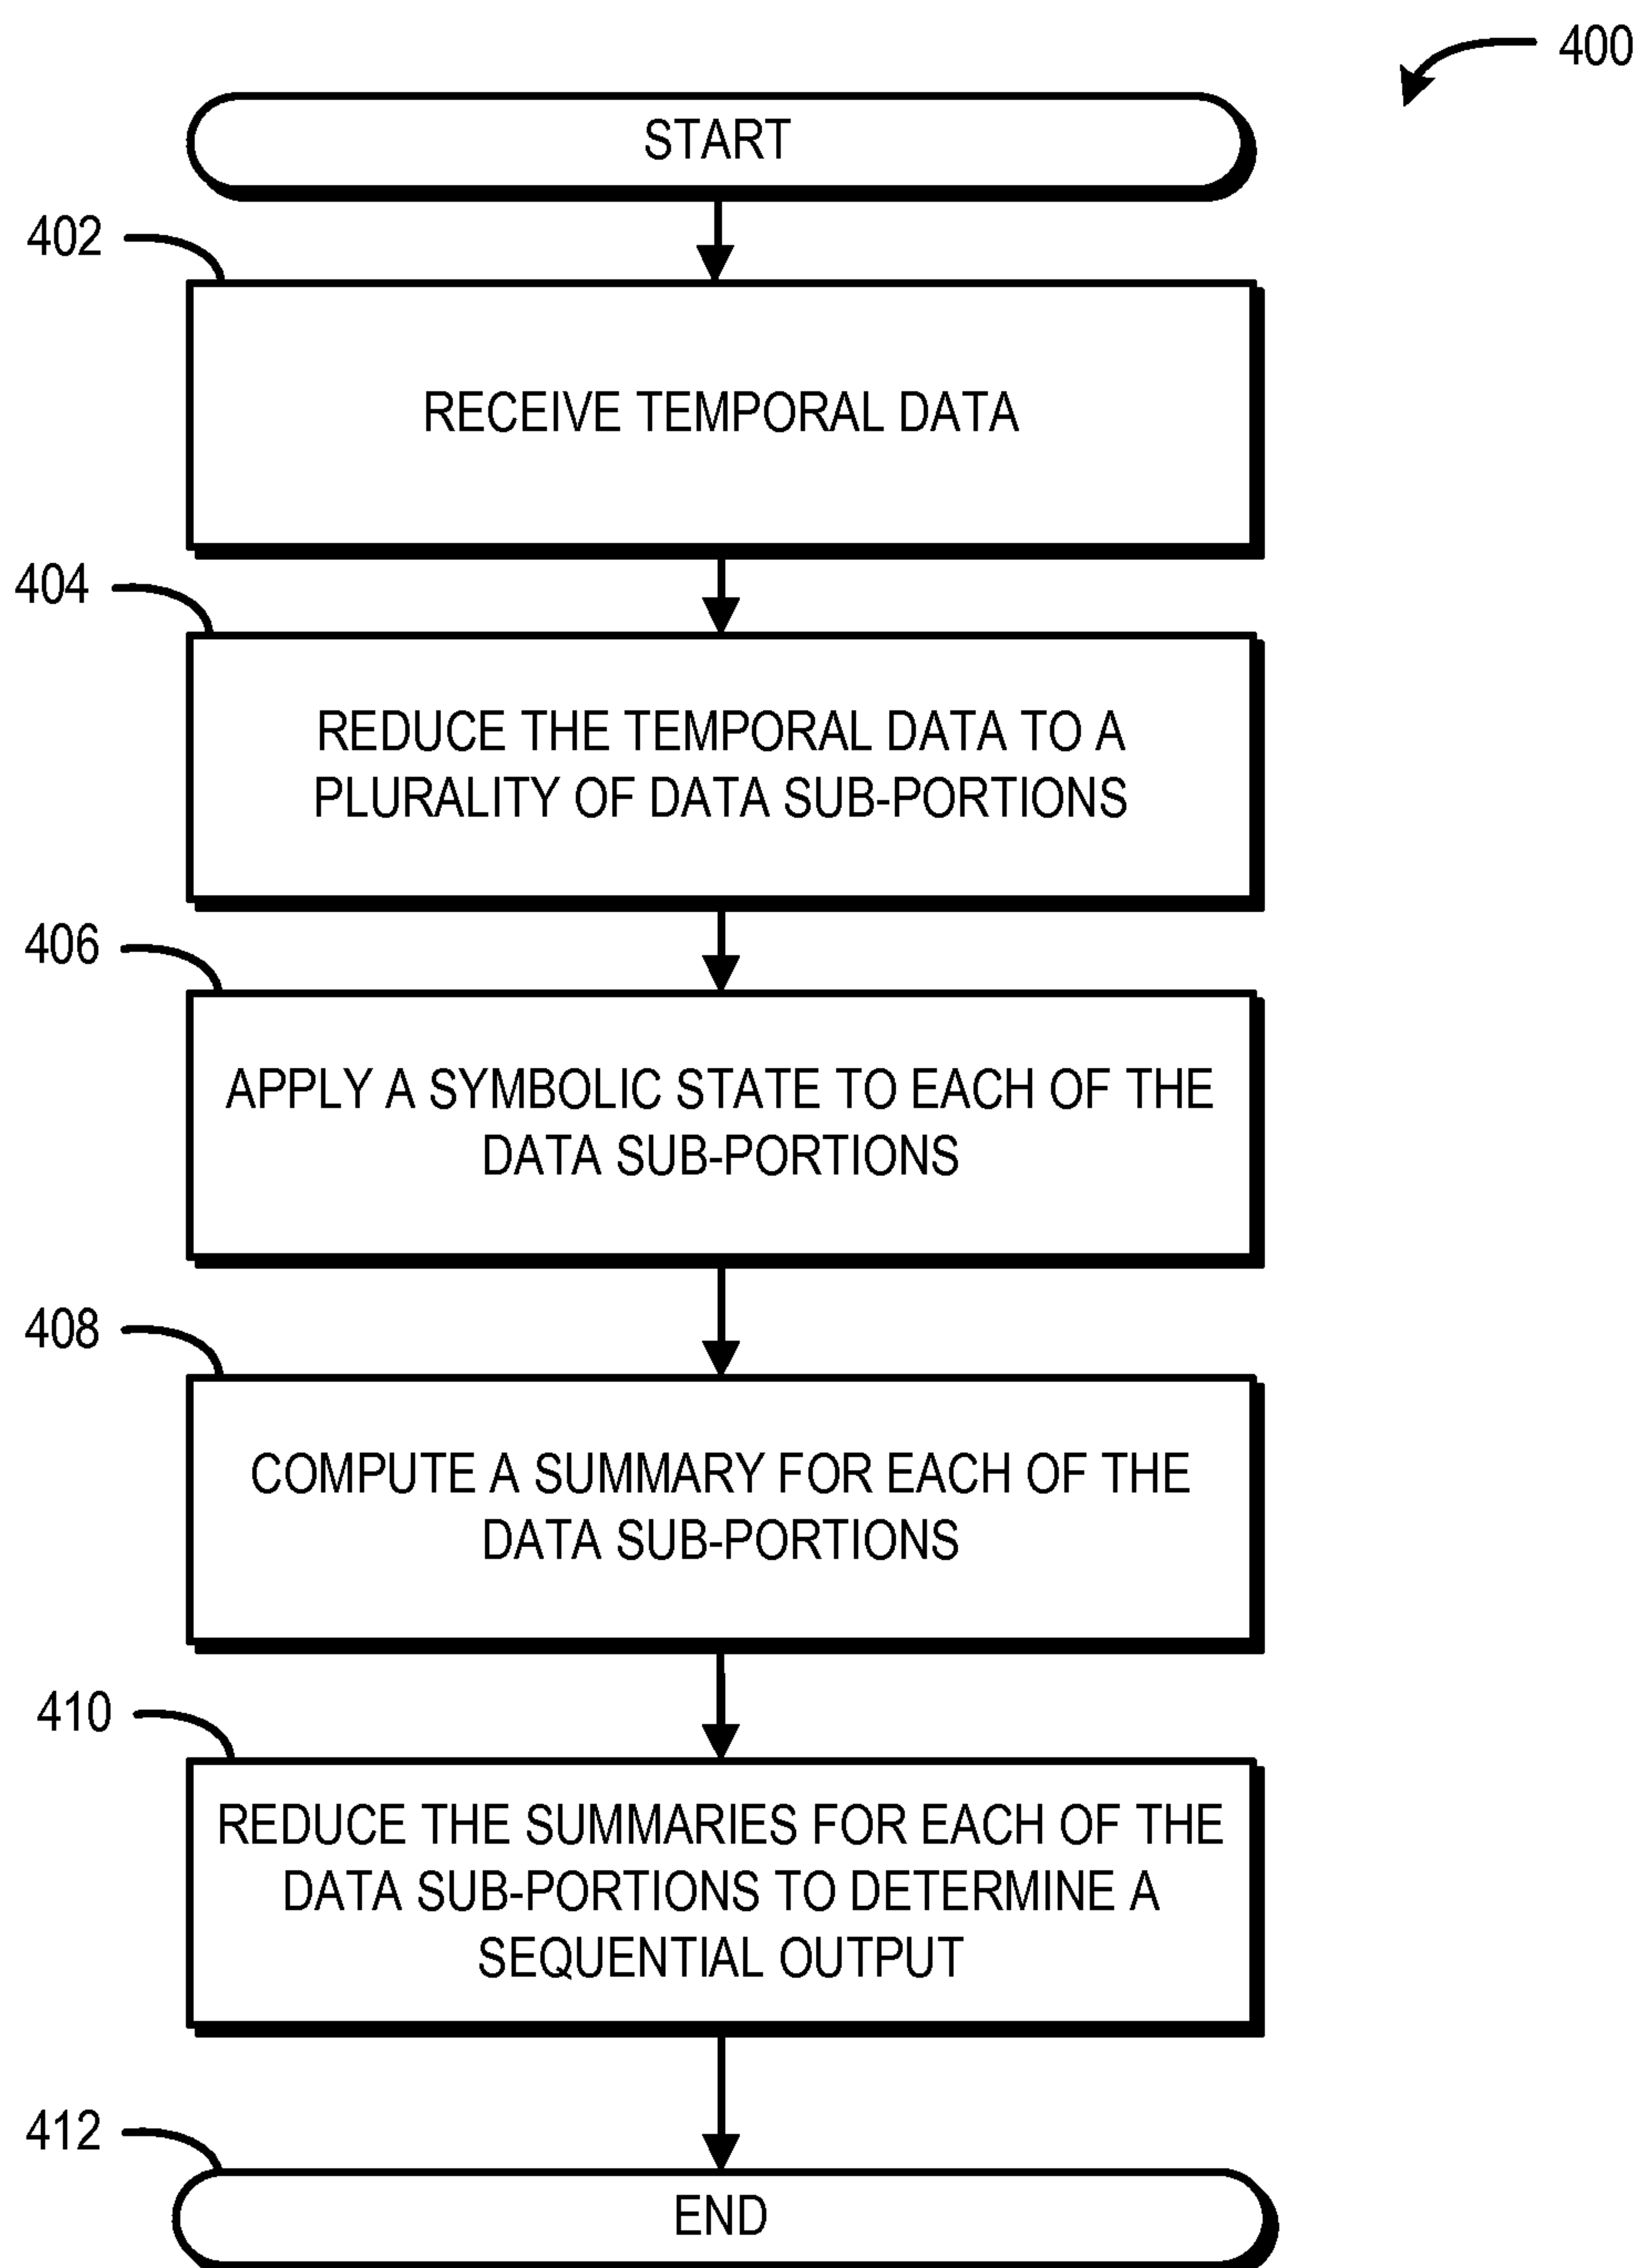 400
START
402
RECEIVE TEMPORAL DATA
404
REDUCE THE TEMPORAL DATA TO A
PLURALITY OF DATA SUB-PORTIONS
406
APPLY A SYMBOLIC STATE TO EACH OF THE
DATA SUB-PORTIONS
408
COMPUTE A SUMMARY FOR EACH OF THE
DATA SUB-PORTIONS
410
REDUCE THE SUMMARIES FOR EACH OF THE
DATA SUB-PORTIONS TO DETERMINE A
SEQUENTIAL OUTPUT
412
END